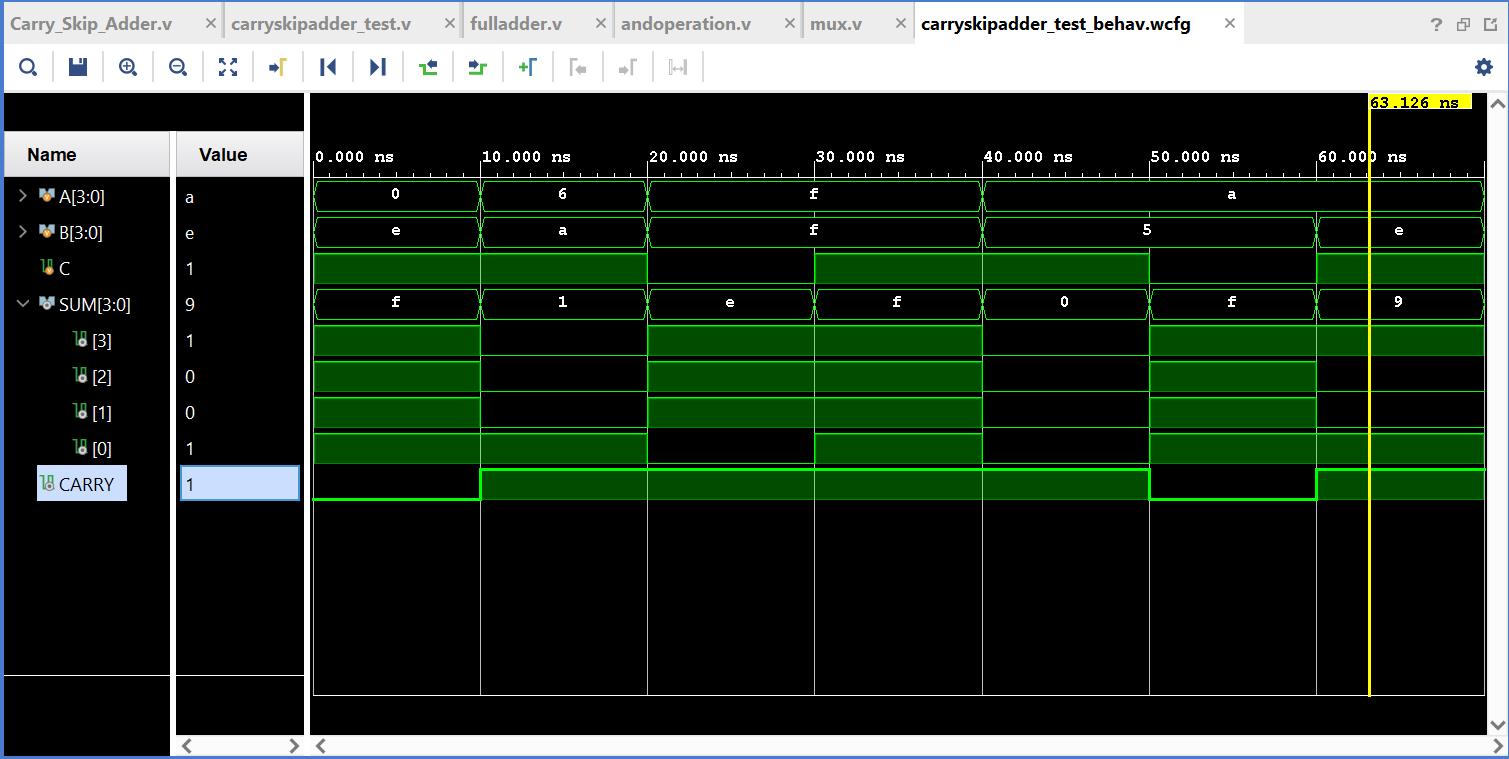 Carry_Skip_Adder.v × carryskipadder_test.v × fulladder.v × andoperation.v × mux.v × carryskipadder_test_behav.wcfg × ?
63.126 ns
Name Value 0.000 ns 10.000 ns 20.000 ns 30.000 ns 40.000 ns 50.000 ns 60.000 ns
A[3:0] a 0 6 f a
B[3:0] e e a f 5 e
C 1
SUM[3:0] 9 f 1 e f 0 f 9
[3] 1
[2] 0
[1] 0
[0] 1
CARRY 1